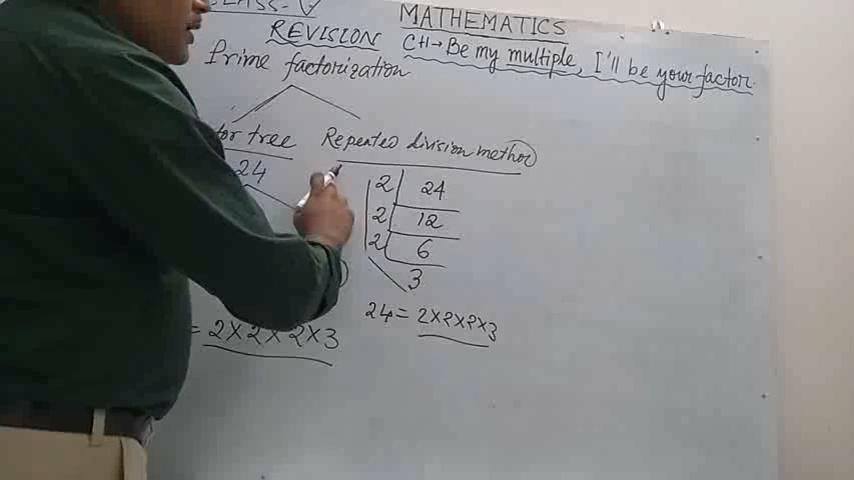 CLASS-V
MATHEMATICS
REVISION
CH→ Be my multiple, I'll be your factor.
Prime factorization
tor tree
24
= 2×2×2×3
Repeated division method
2 24
2 12
2 6
3
24 = 2×2×2×3